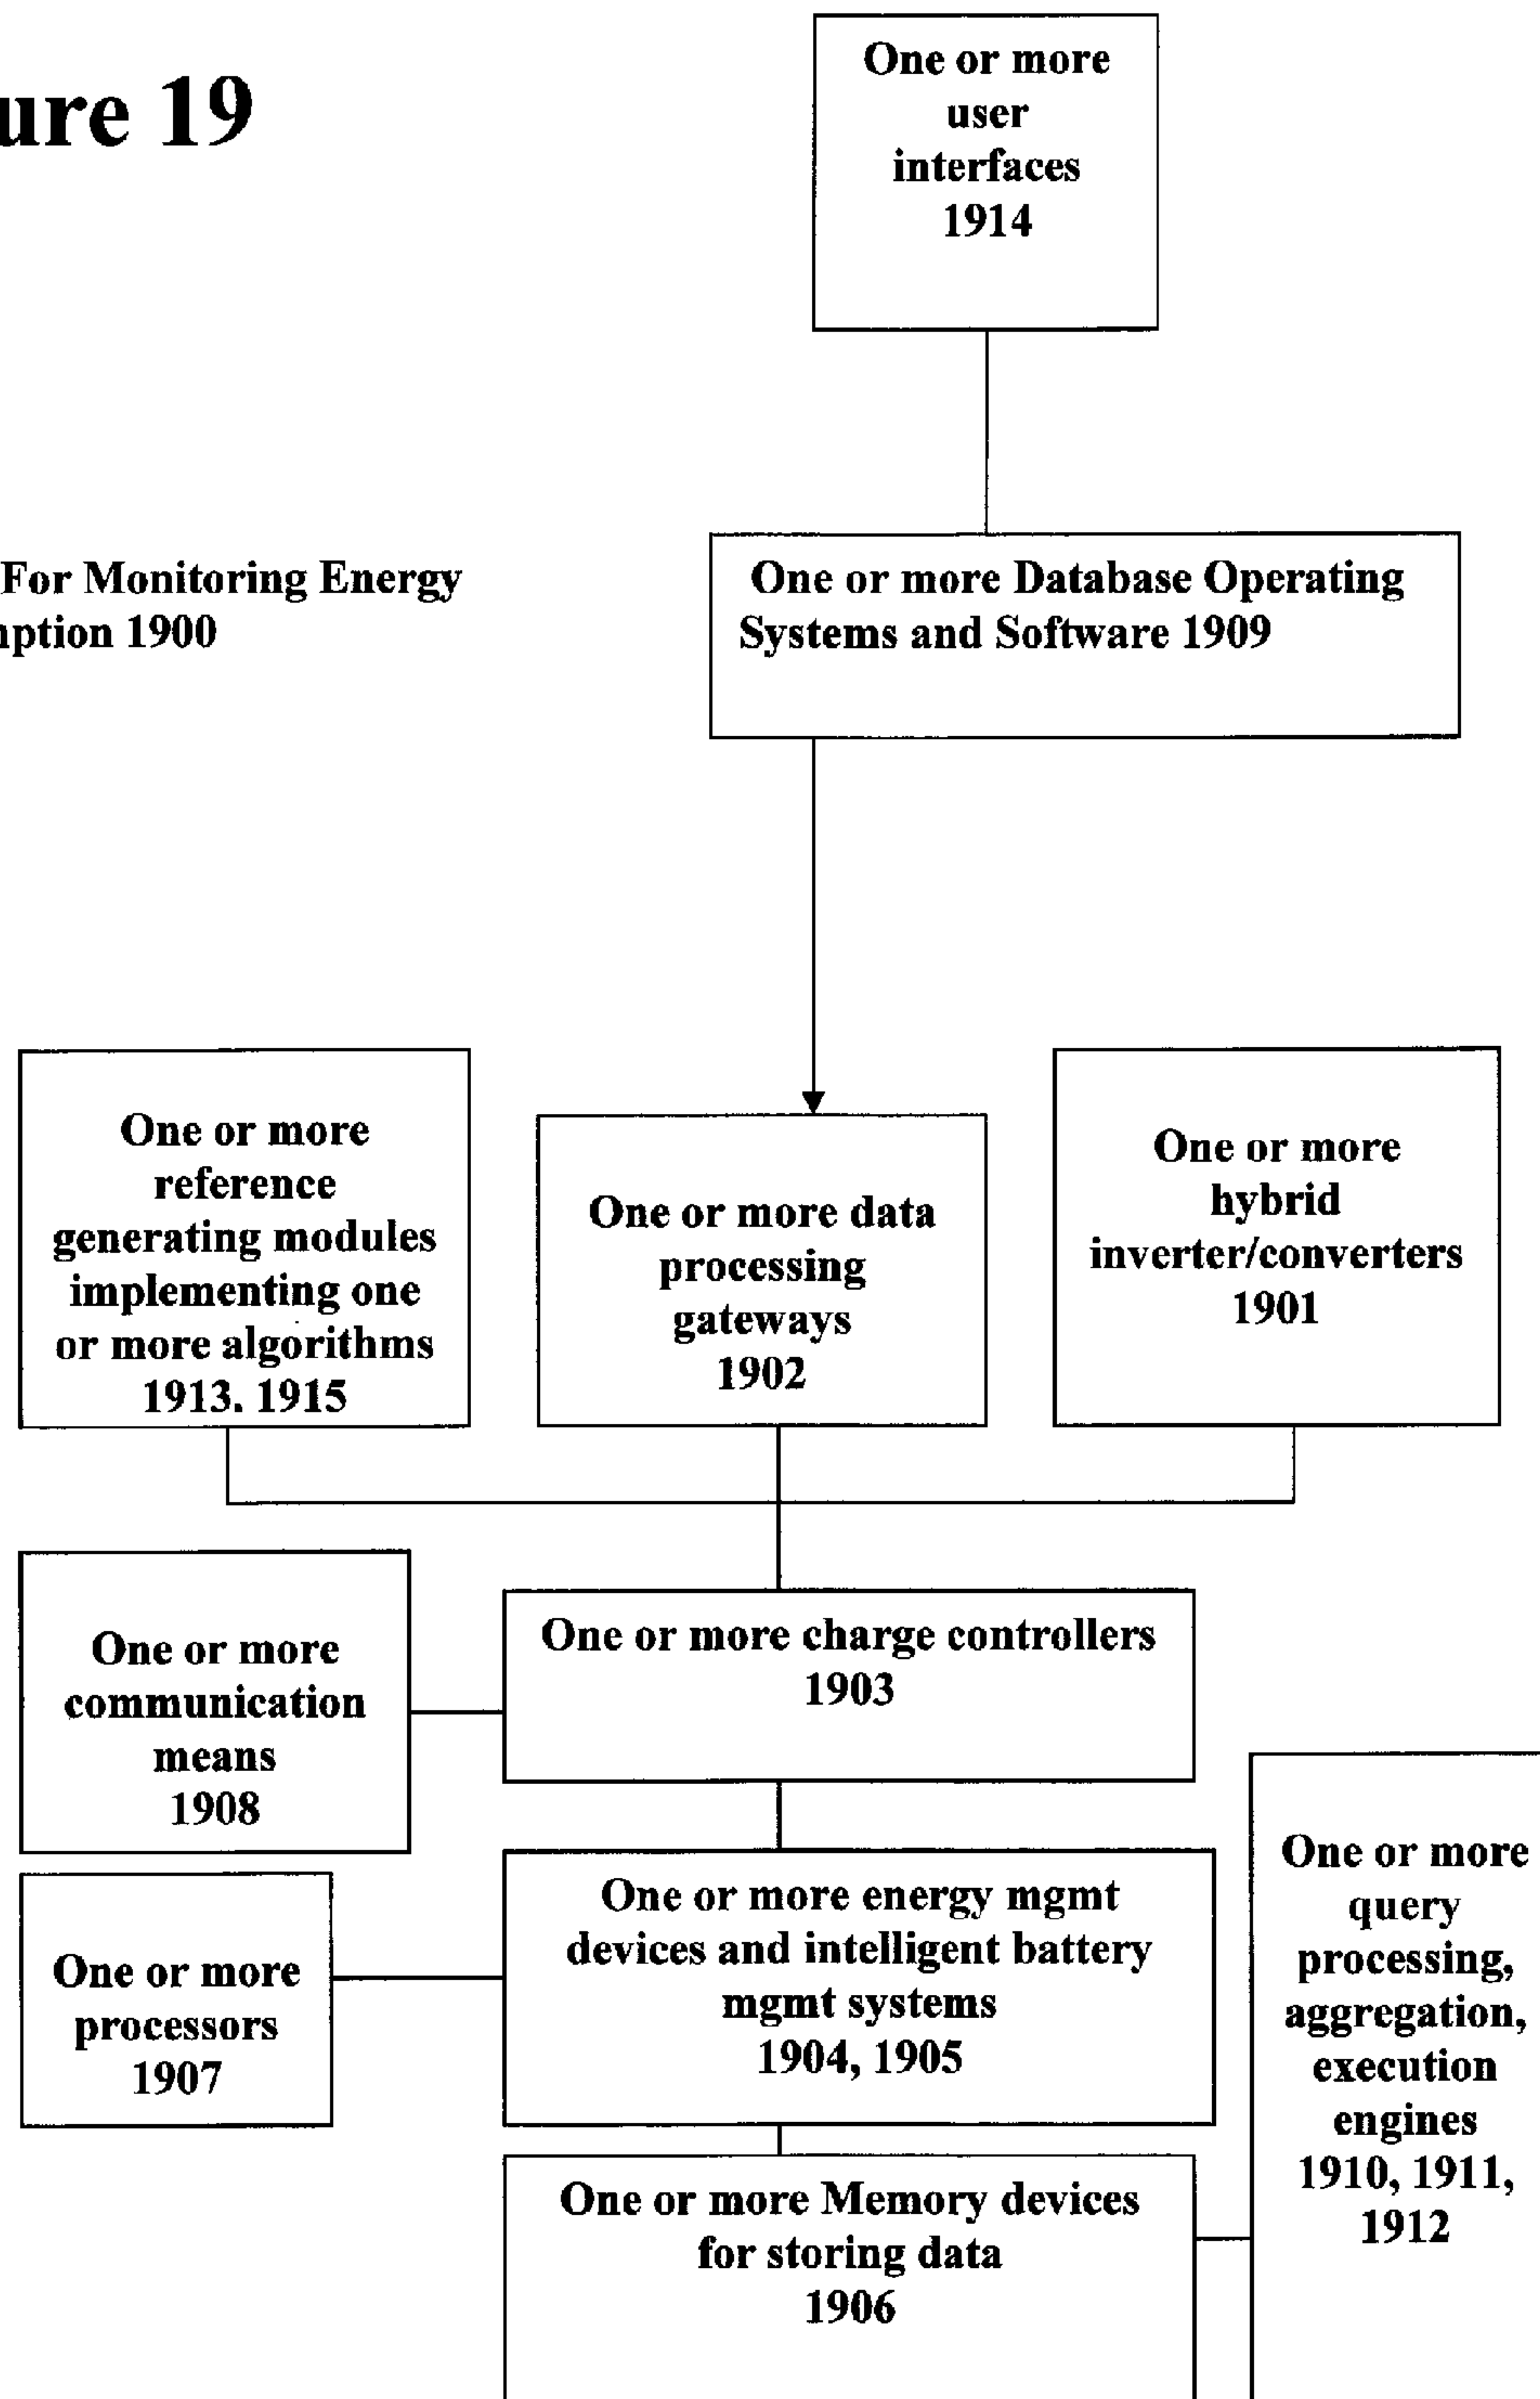 ure 19
One or more
user
interfaces
1914
For Monitoring Energy
nption 1900
One or more Database Operating
Systems and Software 1909
One or more
reference
generating modules
implementing one
or more algorithms
1913. 1915
One or more data
processing
gateways
1902
One or more
hybrid
inverter/converters
1901
One or more
communication
means
1908
One or more charge controllers
1903
One or more
processors
1907
One or more energy mgmt
devices and intelligent battery
mgmt systems
1904, 1905
One or more
query
processing,
aggregation,
execution
engines
1910, 1911,
1912
One or more Memory devices
for storing data
1906